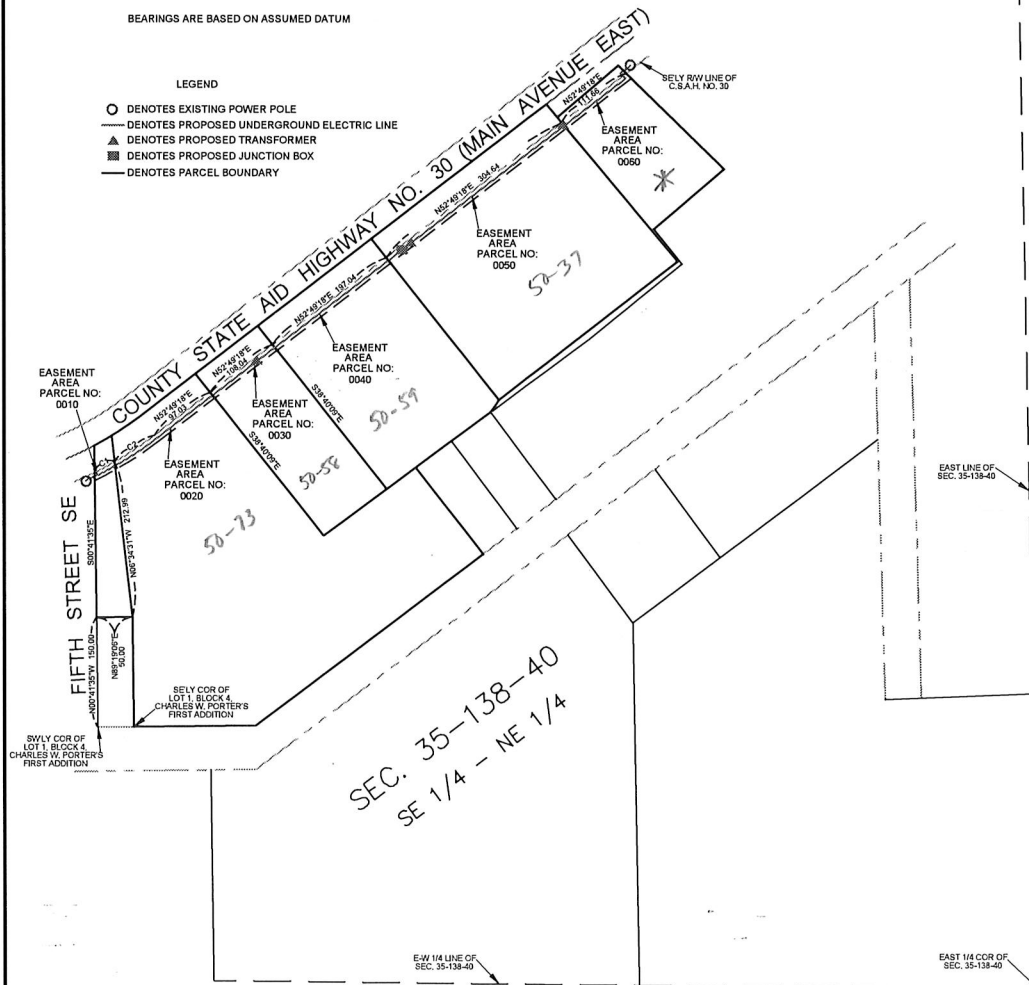 BEARINGS ARE BASED ON ASSUMED DATUM
LEGEND
DENOTES EXISTING POWER POLE
DENOTES PROPOSED UNDERGROUND ELECTRIC LINE
DENOTES PROPOSED TRANSFORMER
DENOTES PROPOSED JUNCTION BOX
DENOTES PARCEL BOUNDARY
COUNTY STATE AID HIGHWAY NO. 30 (MAIN AVENUE EAST)
SE'LY R/W LINE OF
C.S.A.H. NO. 30
N52°49'18"E
111.66
EASEMENT
AREA
PARCEL NO:
0060
N52°49'18"E 304.64
EASEMENT
AREA
PARCEL NO:
0050
50-37
N52°49'18"E 197.04
EASEMENT
AREA
PARCEL NO:
0040
50-59
N52°49'18"E
108.04
EASEMENT
AREA
PARCEL NO:
0030
S38°40'09"E
50-58
S38°40'09"E
EASEMENT
AREA
PARCEL NO:
0010
C1
C2
N52°49'18"E
97.03
EASEMENT
AREA
PARCEL NO:
0020
50-73
FIFTH STREET SE
S00°41'35"E
N06°34'31"W 212.99
N00°41'35"W 150.00
N89°19'06"E
50.00
SE'LY COR OF
LOT 1, BLOCK 4,
CHARLES W. PORTER'S
FIRST ADDITION
SW'LY COR OF
LOT 1, BLOCK 4,
CHARLES W. PORTER'S
FIRST ADDITION
EAST LINE OF
SEC. 35-138-40
SEC. 35-138-40
SE 1/4 - NE 1/4
E-W 1/4 LINE OF
SEC. 35-138-40
EAST 1/4 COR OF
SEC. 35-138-40